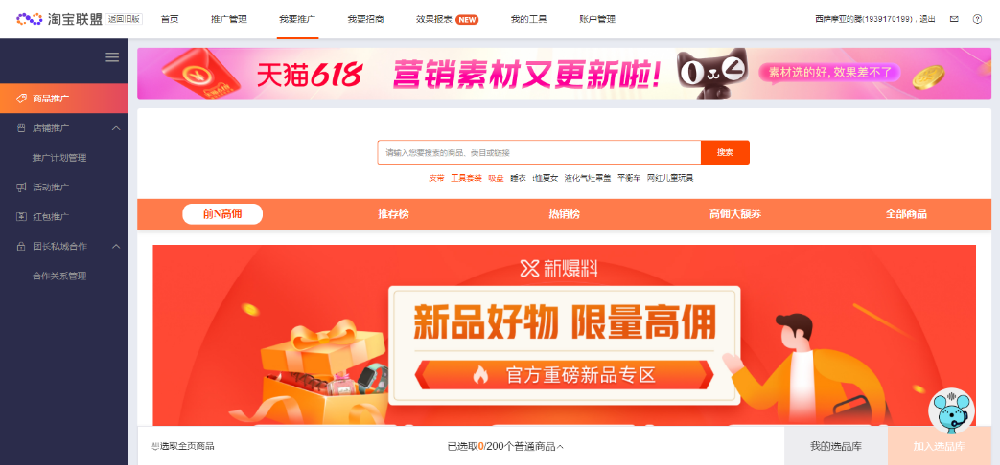 淘宝联盟 返回旧版 首页 推广管理 我要推广 我要招商 效果报表 NEW 我的工具 账户管理 西萨摩亚的滕(1939170199)，退出
天猫618 营销素材又更新啦! 素材选的好，效果差不了
商品推广
店铺推广
推广计划管理
活动推广
红包推广
团长私域合作
合作关系管理
请输入您要搜索的商品、类目或链接 搜索
皮带 工具套装 吸盘 睡衣 t恤夏女 液化气灶罩盖 平衡车 网红儿童玩具
前N高佣 推荐榜 热销榜 高佣大额券 全部商品
新爆料
新品好物 限量高佣
官方重磅新品专区
选取全页商品 已选取0/200个普通商品 我的选品库 加入选品库